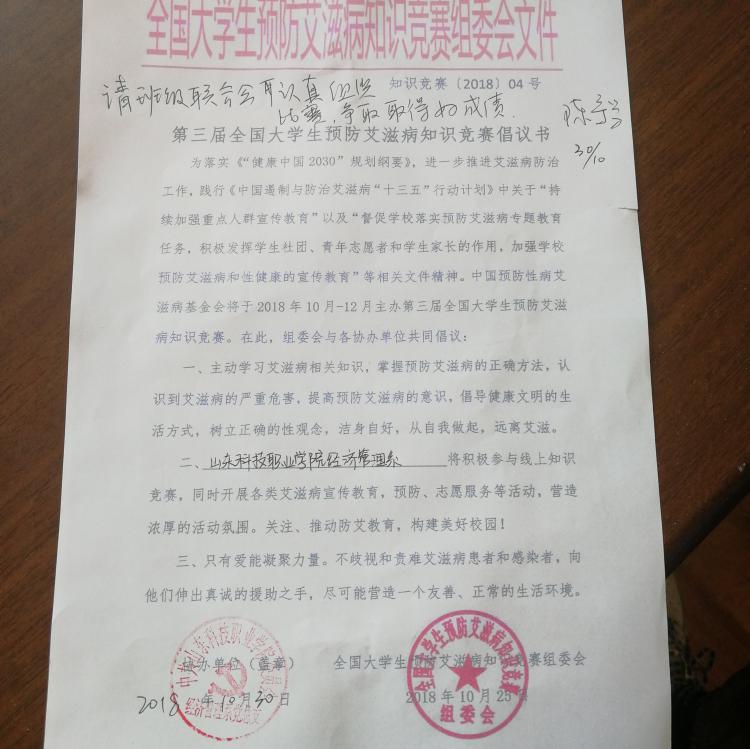 全国大学生预防艾滋病知识竞赛组委会文件
知识竞赛〔2018〕04号
请班级联合会
认真组织
比赛,争取取得好成绩.
30/10
第三届全国大学生预防艾滋病知识竞赛倡议书
为落实《“健康中国2030”规划纲要》,进一步推进艾滋病防治
工作,践行《中国遏制与防治艾滋病“十三五”行动计划》中关于“持
续加强重点人群宣传教育”以及“督促学校落实预防艾滋病专题教育
任务,积极发挥学生社团、青年志愿者和学生家长的作用,加强学校
预防艾滋病和性健康的宣传教育”等相关文件精神。中国预防性病艾
滋病基金会将于2018年10月-12月主办第三届全国大学生预防艾滋
病知识竞赛。在此,组委会与各协办单位共同倡议:
一、主动学习艾滋病相关知识,掌握预防艾滋病的正确方法,认
识到艾滋病的严重危害,提高预防艾滋病的意识,倡导健康文明的生
活方式,树立正确的性观念,洁身自好,从自我做起,远离艾滋。
二、山东科技职业学院经济管理系将积极参与线上知识
竞赛,同时开展各类艾滋病宣传教育,预防、志愿服务等活动,营造
浓厚的活动氛围。关注、推动防艾教育,构建美好校园!
三、只有爱能凝聚力量。不歧视和责难艾滋病患者和感染者,向
他们伸出真诚的援助之手,尽可能营造一个友善、正常的生活环境。
协办单位(盖章) 全国大学生预防艾滋病知识竞赛组委会
2018年10月30日 2018年10月25日
全国大学生预防艾滋病知识竞赛
组委会